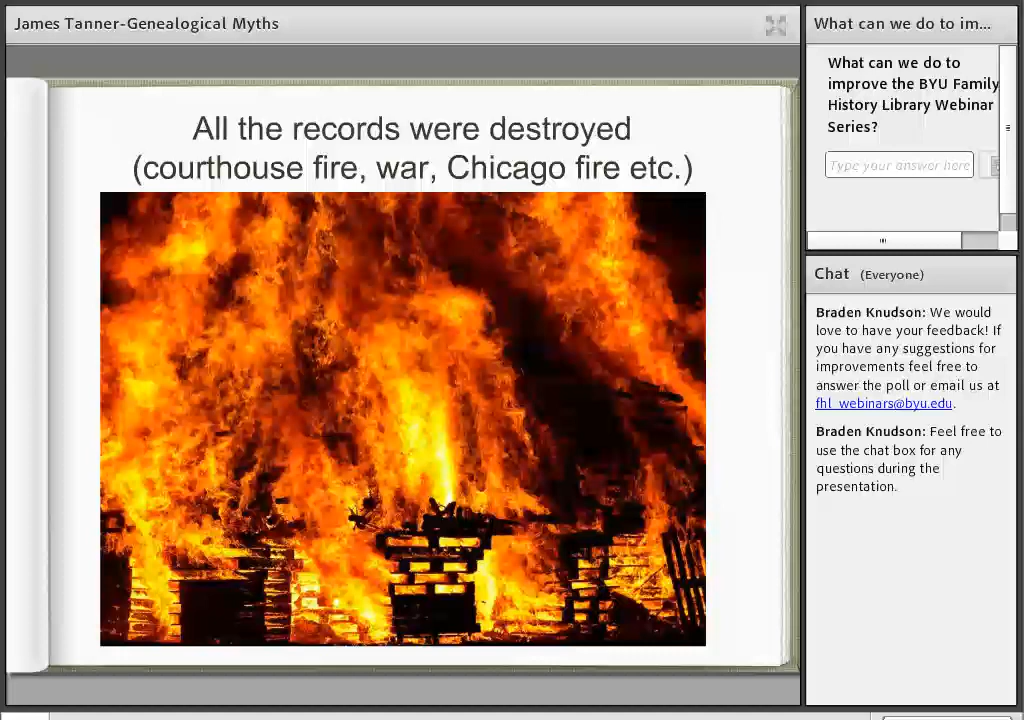 James Tanner-Genealogical Myths
All the records were destroyed
(courthouse fire, war, Chicago fire etc.)
What can we do to im...
What can we do to
improve the BYU Family
History Library Webinar
Series?
Type your answer here
Chat (Everyone)
Braden Knudson: We would
love to have your feedback! If
you have any suggestions for
improvements feel free to
answer the poll or email us at
fhl_webinars@byu.edu.
Braden Knudson: Feel free to
use the chat box for any
questions during the
presentation.